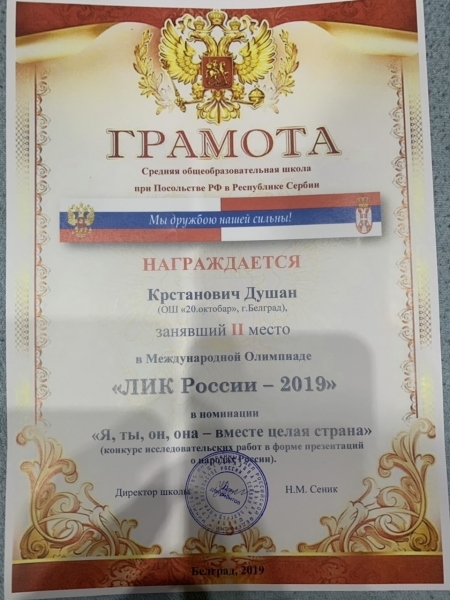 ГРАМОТА
Средняя общеобразовательная школа
при Посольстве РФ в Республике Сербии
Мы дружбою нашей сильны!
НАГРАЖДАЕТСЯ
Крстанович Душан
(ОШ «20.октобар», г.Белград),
занявший II место
в Международной Олимпиаде
«ЛИК России – 2019»
в номинации
«Я, ты, он, она – вместе целая страна»
(конкурс исследовательских работ в форме презентаций
о народах России).
Директор школы
Н.М. Сеник
Белград, 2019